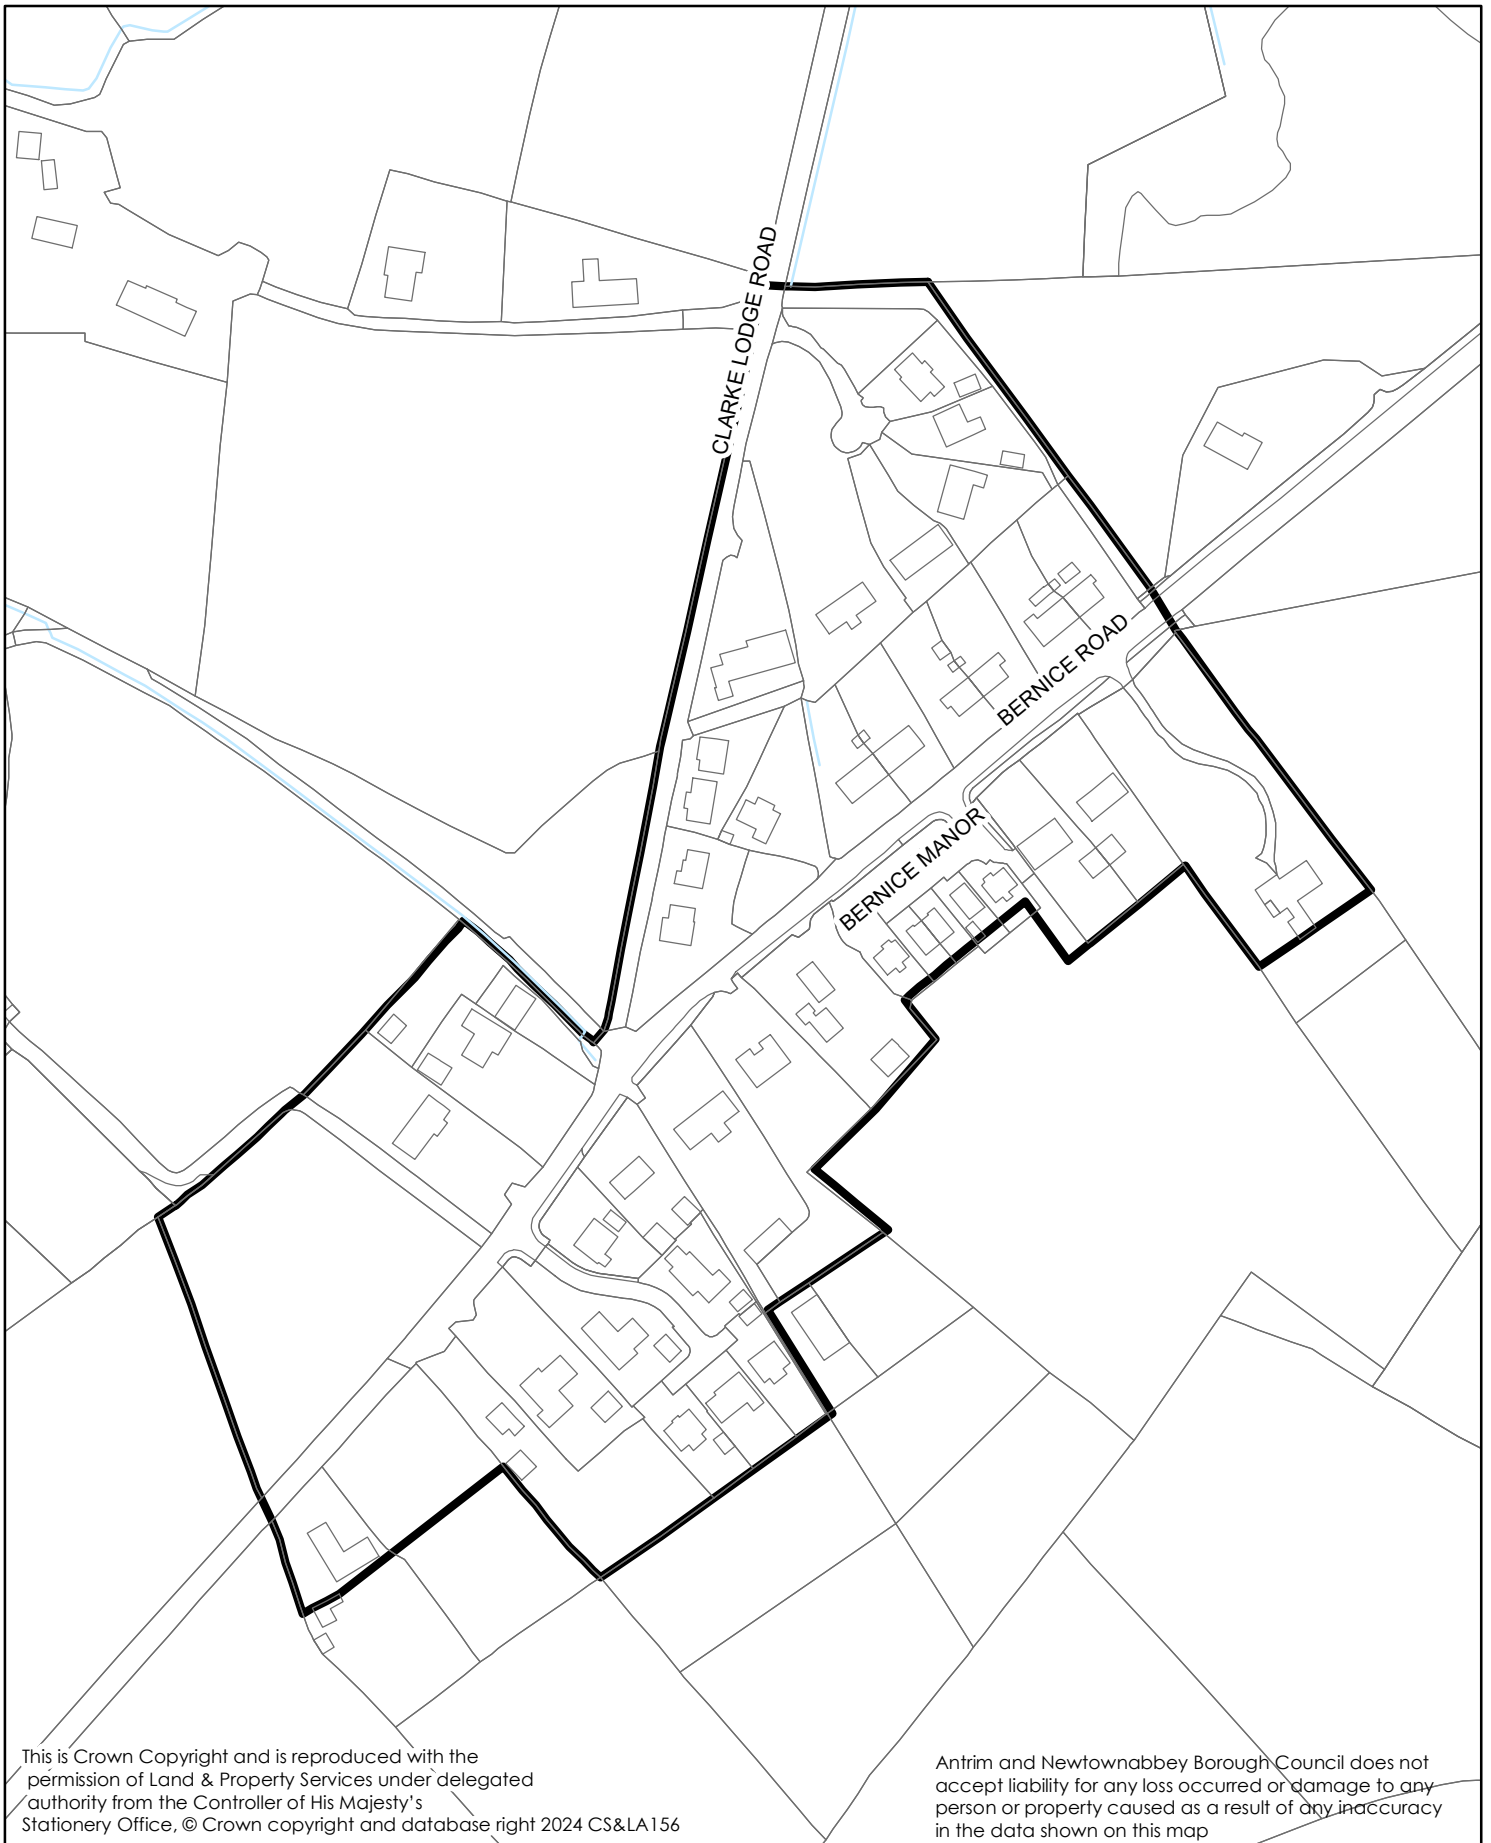 CLARKE LODGE ROAD
BERNICE ROAD
BERNICE MANOR
This is Crown Copyright and is reproduced with the
permission of Land & Property Services under delegated
authority from the Controller of His Majesty's
Stationery Office, © Crown copyright and database right 2024 CS&LA156
Antrim and Newtownabbey Borough Council does not
accept liability for any loss occurred or damage to any
person or property caused as a result of any inaccuracy
in the data shown on this map